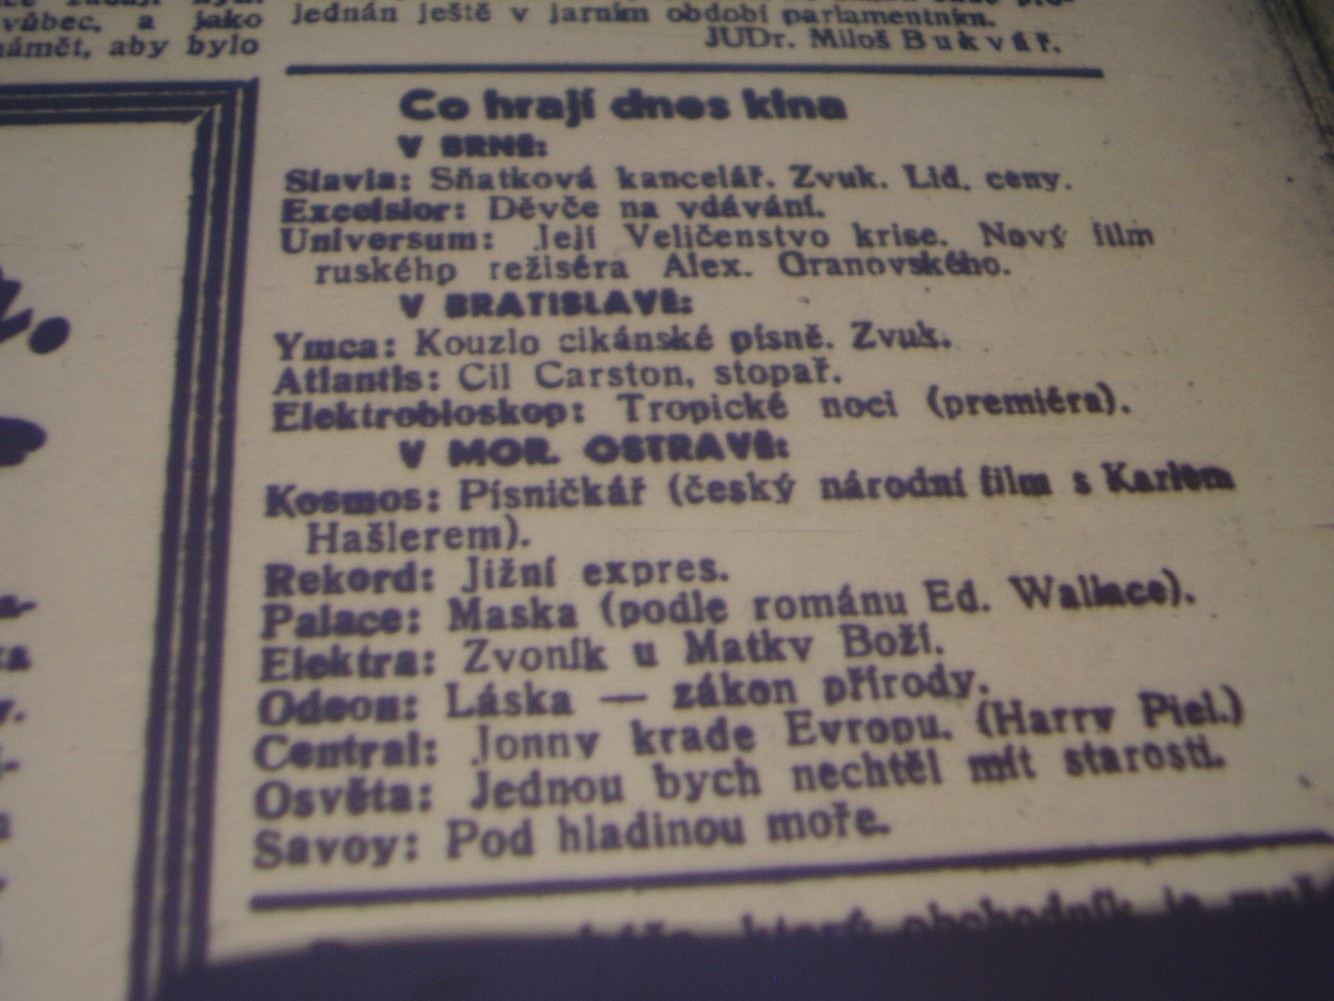 vůbec, a jako
námět, aby bylo
jednán ještě v jarním období parlamentním.
JUDr. Miloš Bukvář.
Co hrají dnes kina
V BRNĚ:
Slavia: Sňatková kancelář. Zvuk. Lid. ceny.
Excelsior: Děvče na vdávání.
Universum: Její Veličenstvo krise. Nový film
ruského režiséra Alex. Granovského.
V BRATISLAVĚ:
Ymca: Kouzlo cikánské písně. Zvuk.
Atlantis: Cil Carston, stopař.
Elektrobioskop: Tropické noci (premiéra).
V MOR. OSTRAVĚ:
Kosmos: Písničkář (český národní film s Karlem
Hašlerem).
Rekord: Jižní expres.
Palace: Maska (podle románu Ed. Wallace).
Elektra: Zvoník u Matky Boží.
Odeon: Láska — zákon přírody.
Central: Jonny krade Evropu. (Harry Piel.)
Osvěta: Jednou bych nechtěl mít starosti.
Savoy: Pod hladinou moře.
který obchodník je